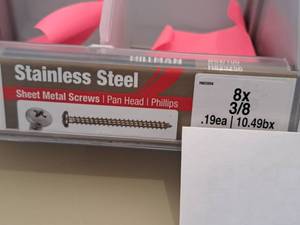 HILLMAN
Stainless Steel
Sheet Metal Screws | Pan Head | Phillips
8x
3/8
.19ea | 10.49bx